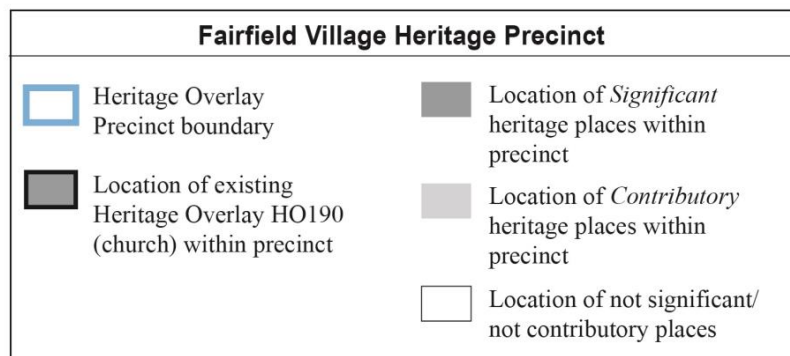 Fairfield Village Heritage Precinct
Heritage Overlay
Precinct boundary
Location of existing
Heritage Overlay HO190
(church) within precinct
Location of Significant
heritage places within
precinct
Location of Contributory
heritage places within
precinct
Location of not significant/
not contributory places